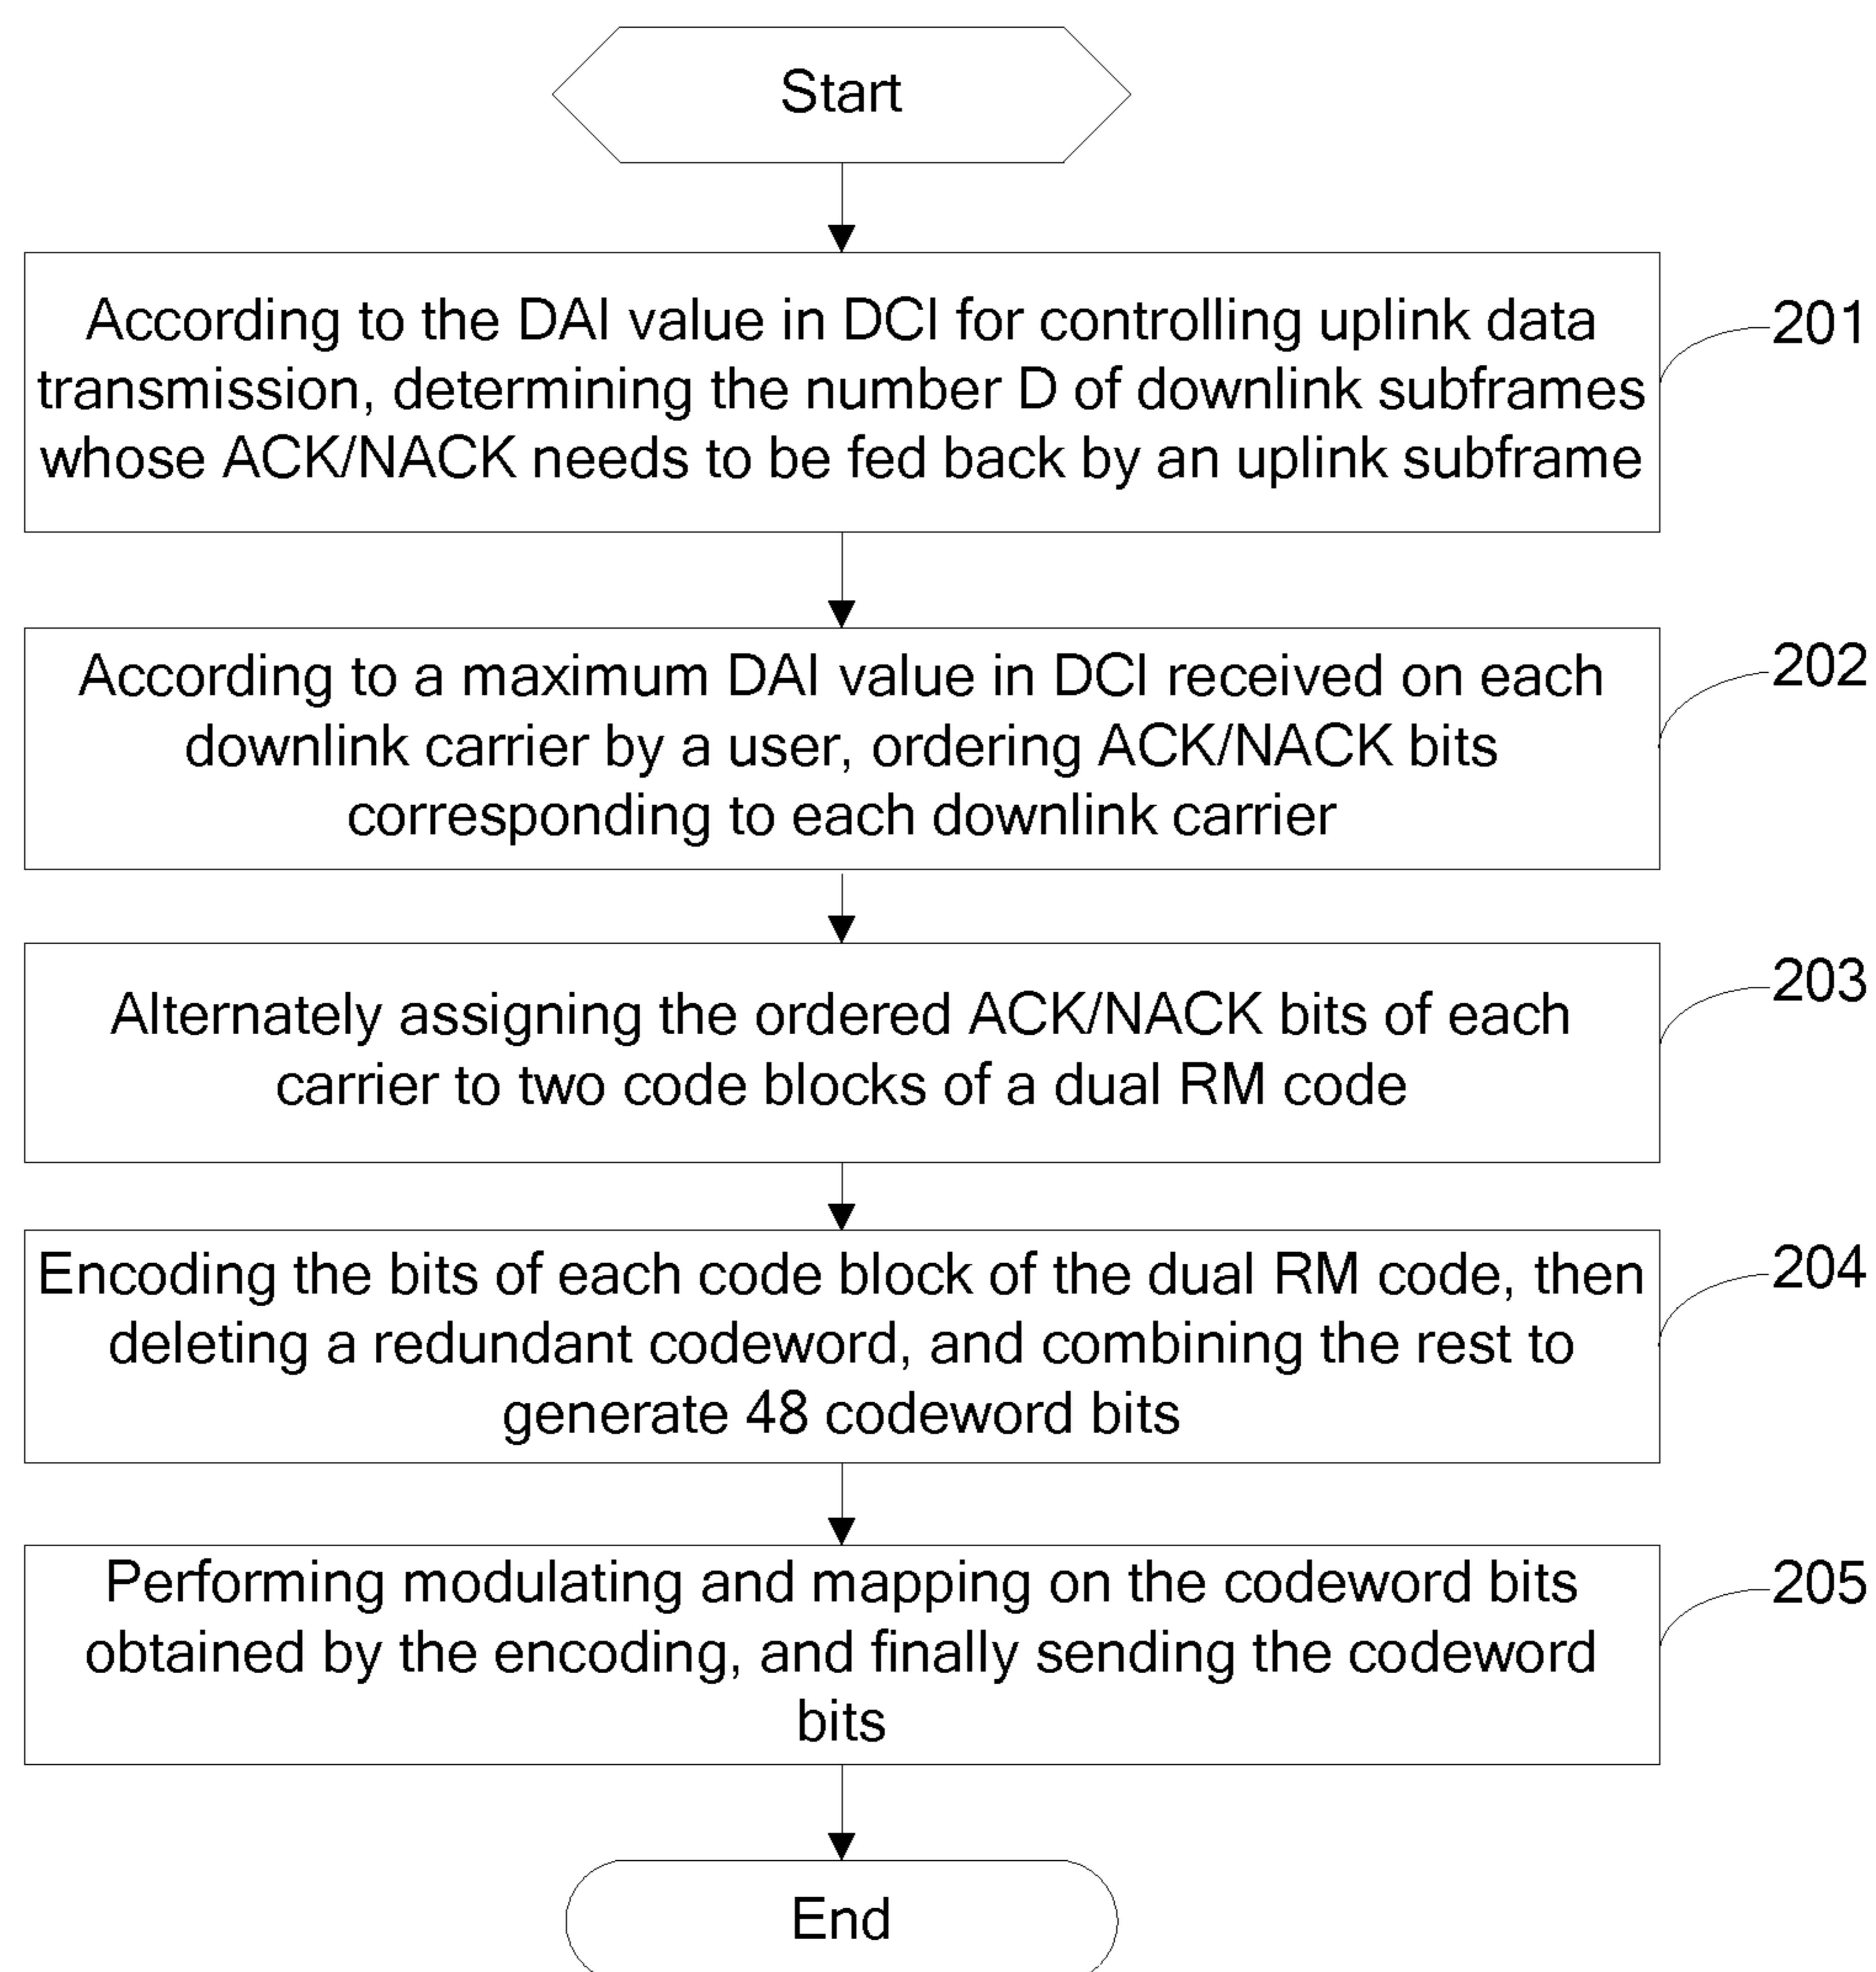 Start
According to the DAI value in DCI for controlling uplink data
transmission, determining the number D of downlink subframes
whose ACK/NACK needs to be fed back by an uplink subframe
201
According to a maximum DAI value in DCI received on each
downlink carrier by a user, ordering ACK/NACK bits
corresponding to each downlink carrier
202
Alternately assigning the ordered ACK/NACK bits of each
carrier to two code blocks of a dual RM code
203
Encoding the bits of each code block of the dual RM code, then
deleting a redundant codeword, and combining the rest to
generate 48 codeword bits
204
Performing modulating and mapping on the codeword bits
obtained by the encoding, and finally sending the codeword
bits
205
End